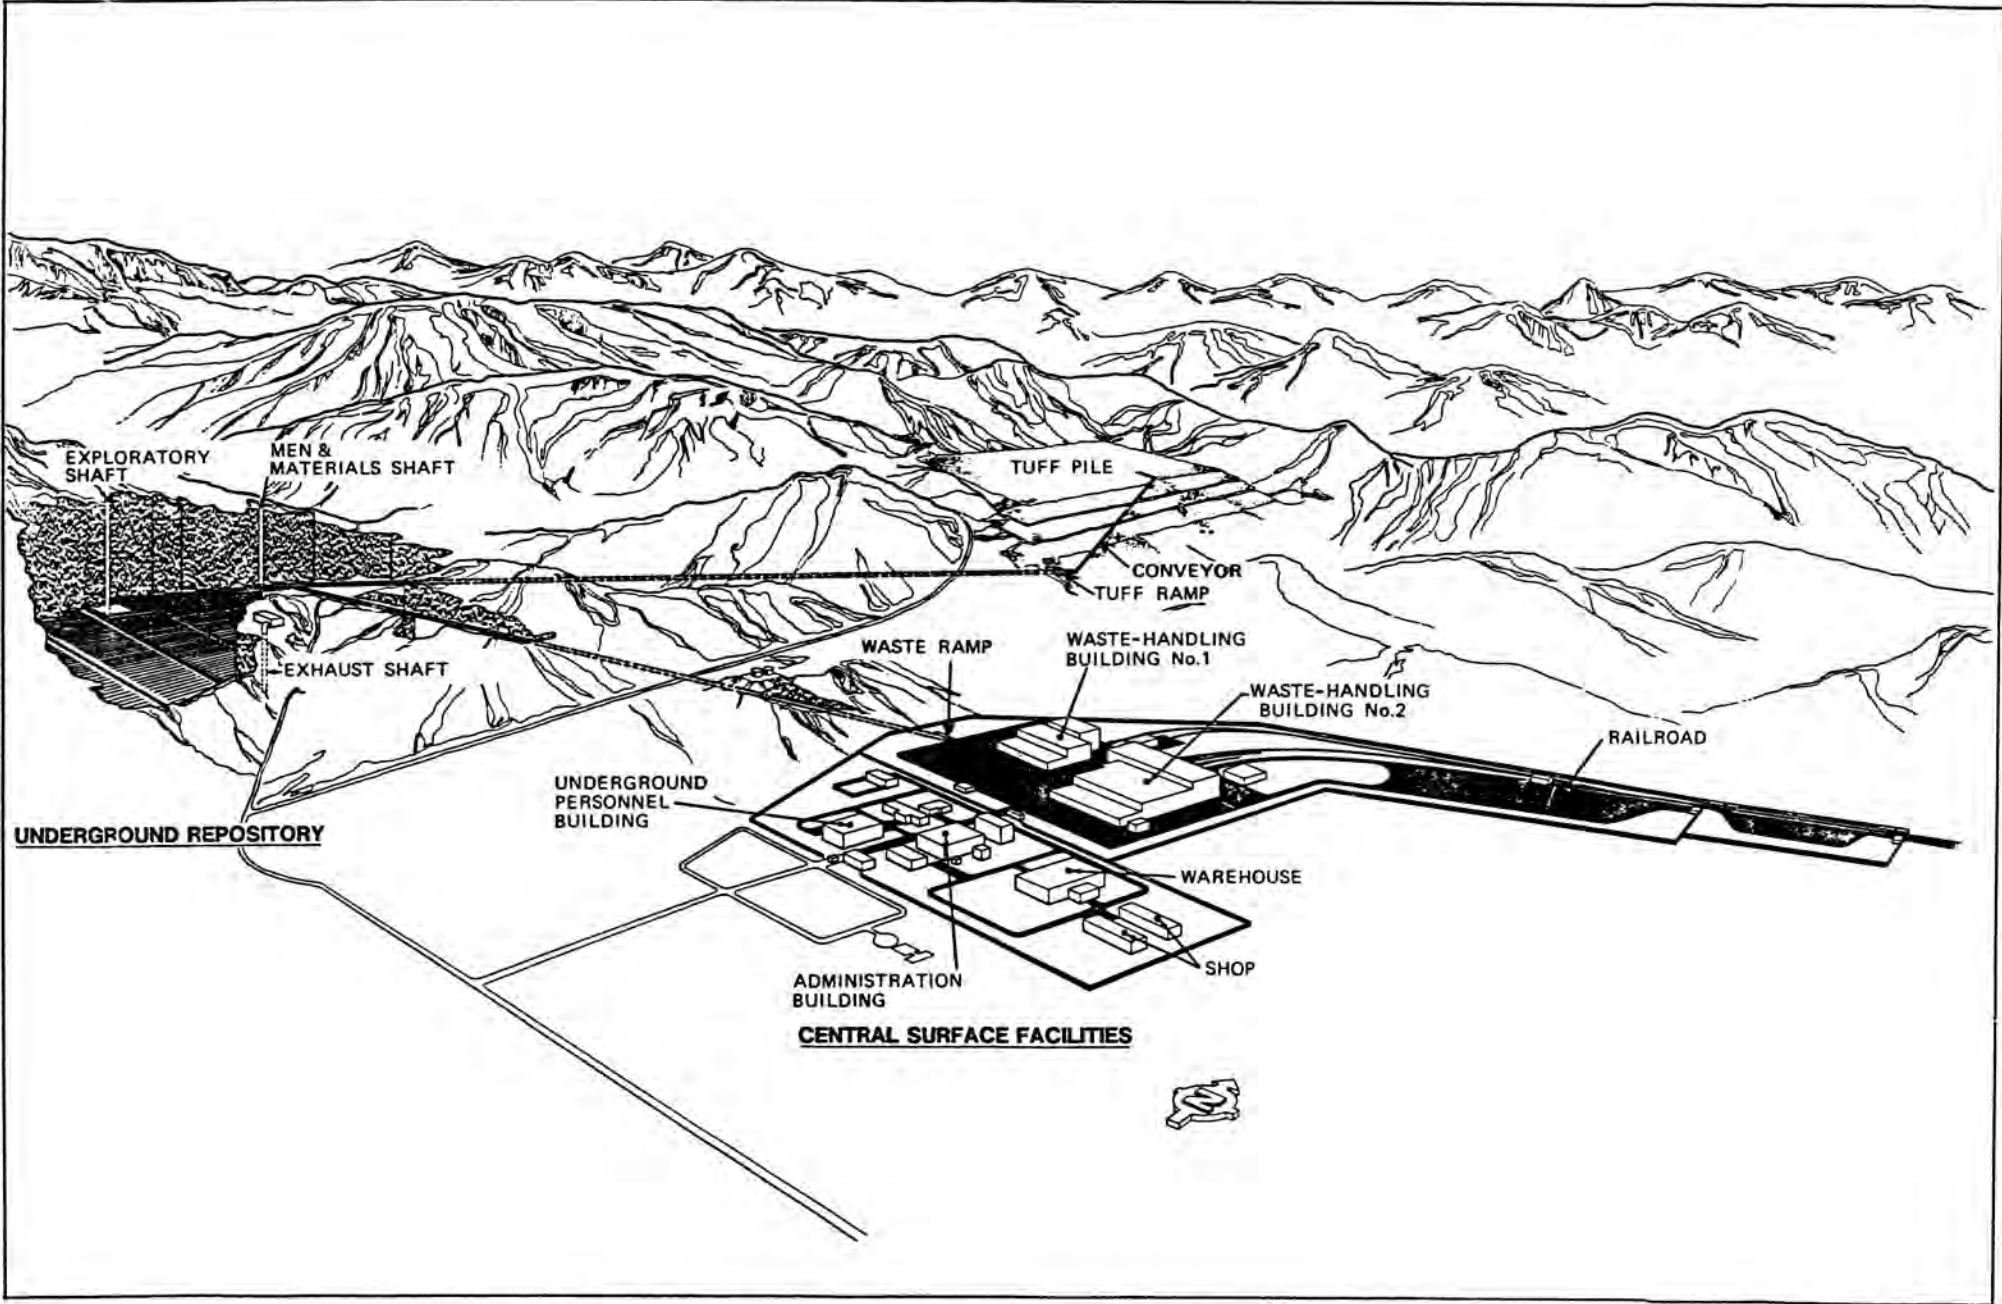 EXPLORATORY
SHAFT
MEN &
MATERIALS SHAFT
TUFF PILE
CONVEYOR
TUFF RAMP
EXHAUST SHAFT
WASTE RAMP
WASTE-HANDLING
BUILDING No.1
WASTE-HANDLING
BUILDING No.2
RAILROAD
UNDERGROUND
PERSONNEL
BUILDING
UNDERGROUND REPOSITORY
WAREHOUSE
SHOP
ADMINISTRATION
BUILDING
CENTRAL SURFACE FACILITIES
N